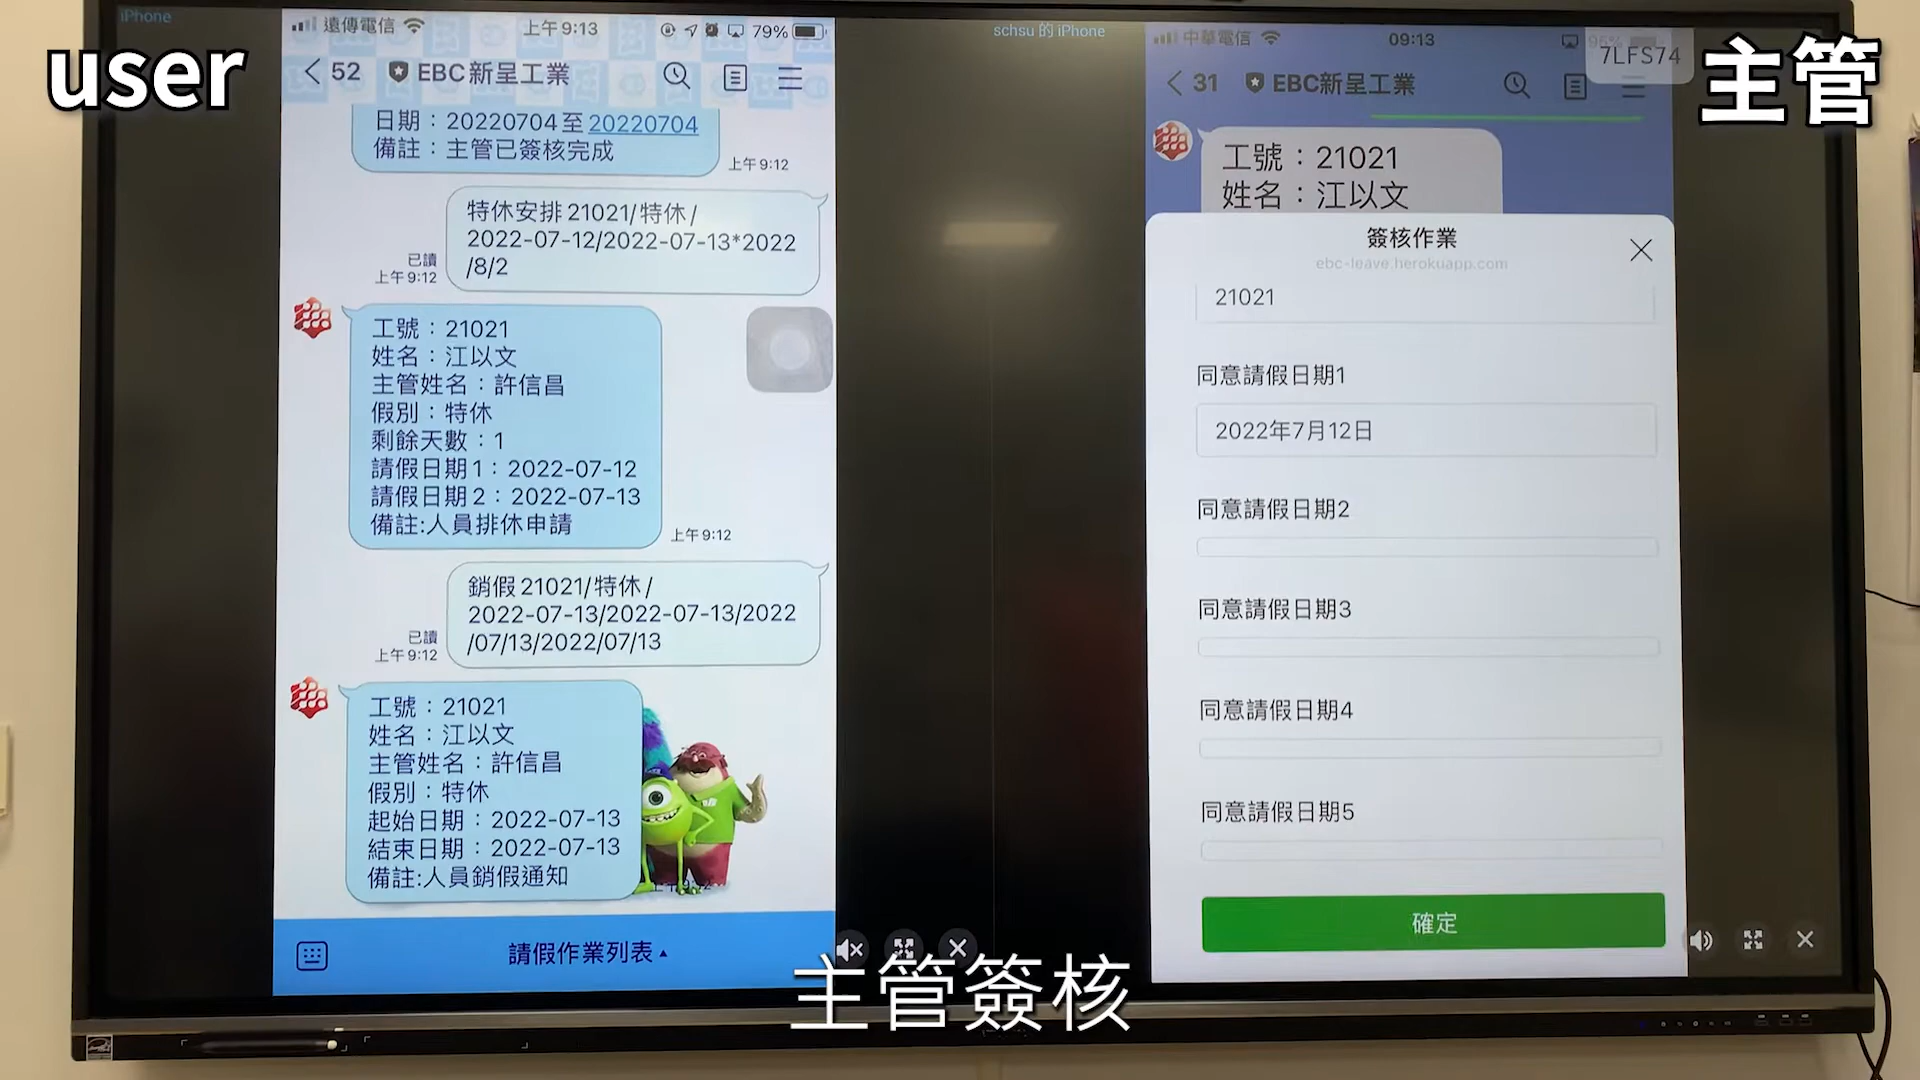 iPhone
user
遠傳電信
上午9:13
79%
52
EBC新呈工業
日期：20220704至20220704
備註：主管已簽核完成
上午9:12
特休安排21021/特休/
2022-07-12/2022-07-13*2022
/8/2
已讀
上午9:12
工號：21021
姓名：江以文
主管姓名：許信昌
假別：特休
剩餘天數：1
請假日期1：2022-07-12
請假日期2：2022-07-13
備註:人員排休申請
上午9:12
銷假21021/特休/
2022-07-13/2022-07-13/2022
/07/13/2022/07/13
已讀
上午9:12
工號：21021
姓名：江以文
主管姓名：許信昌
假別：特休
起始日期：2022-07-13
結束日期：2022-07-13
備註:人員銷假通知
請假作業列表
schsu 的 iPhone
主管
中華電信
09:13
7LFS74
31
EBC新呈工業
工號：21021
姓名：江以文
簽核作業
ebc-leave.herokuapp.com
21021
同意請假日期1
2022年7月12日
同意請假日期2
同意請假日期3
同意請假日期4
同意請假日期5
確定
主管簽核